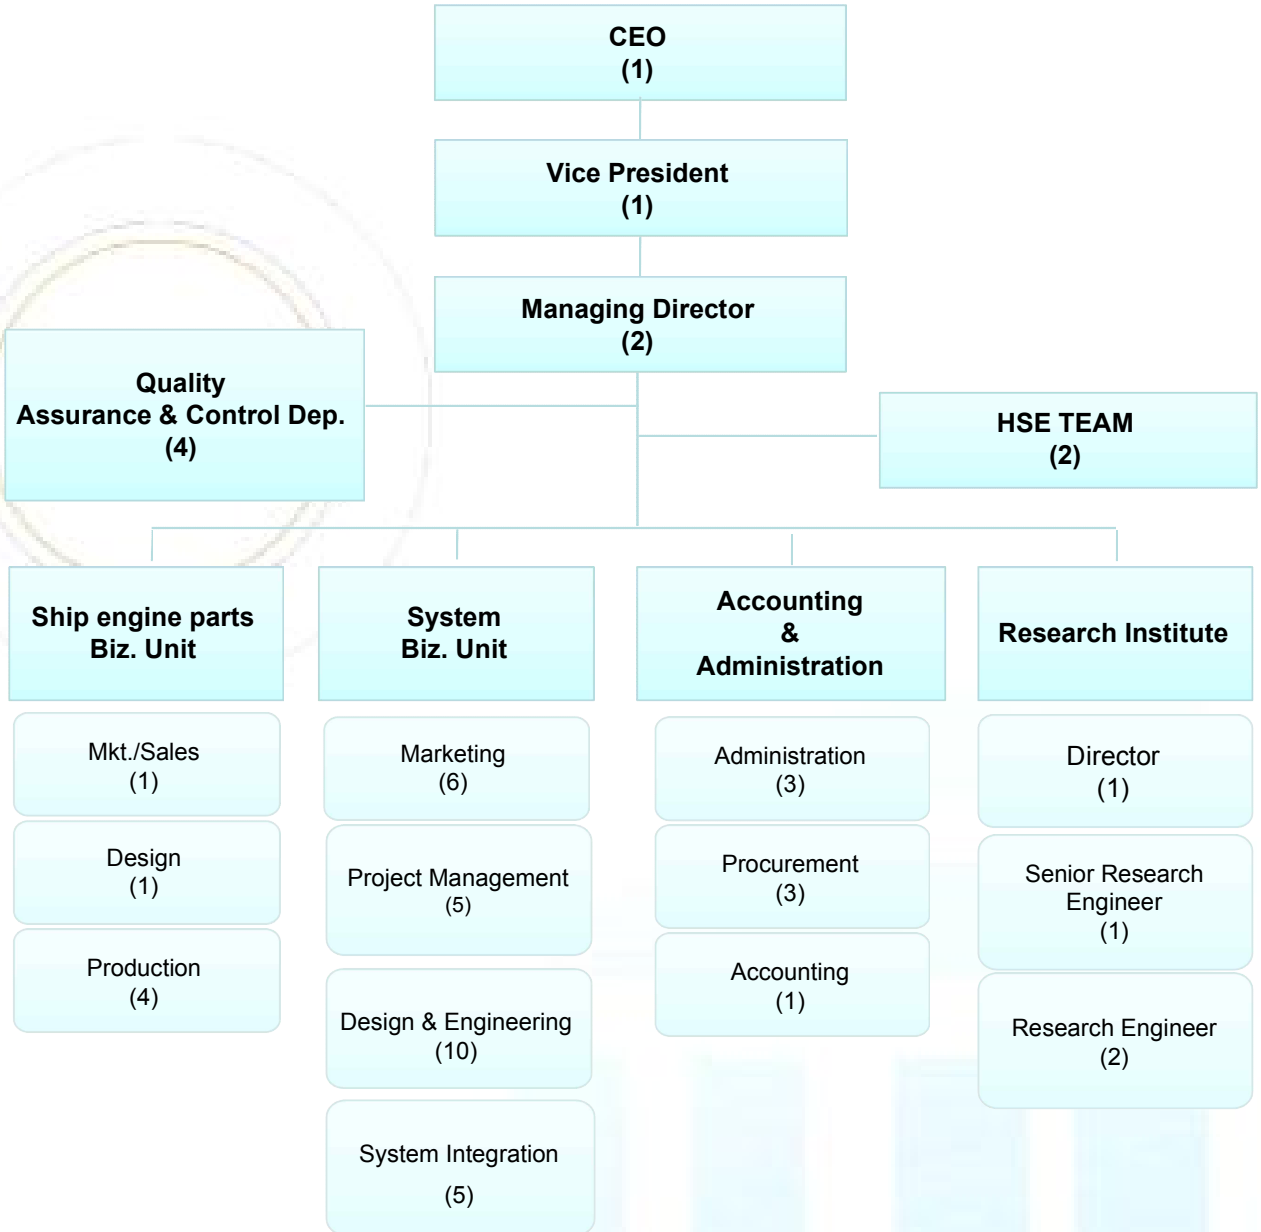 CEO
(1)
Vice President
(1)
Managing Director
(2)
Quality
Assurance & Control Dep.
(4)
HSE TEAM
(2)
Ship engine parts
Biz. Unit
Mkt./Sales
(1)
Design
(1)
Production
(4)
System
Biz. Unit
Marketing
(6)
Project Management
(5)
Design & Engineering
(10)
System Integration
(5)
Accounting
&
Administration
Administration
(3)
Procurement
(3)
Accounting
(1)
Research Institute
Director
(1)
Senior Research
Engineer
(1)
Research Engineer
(2)